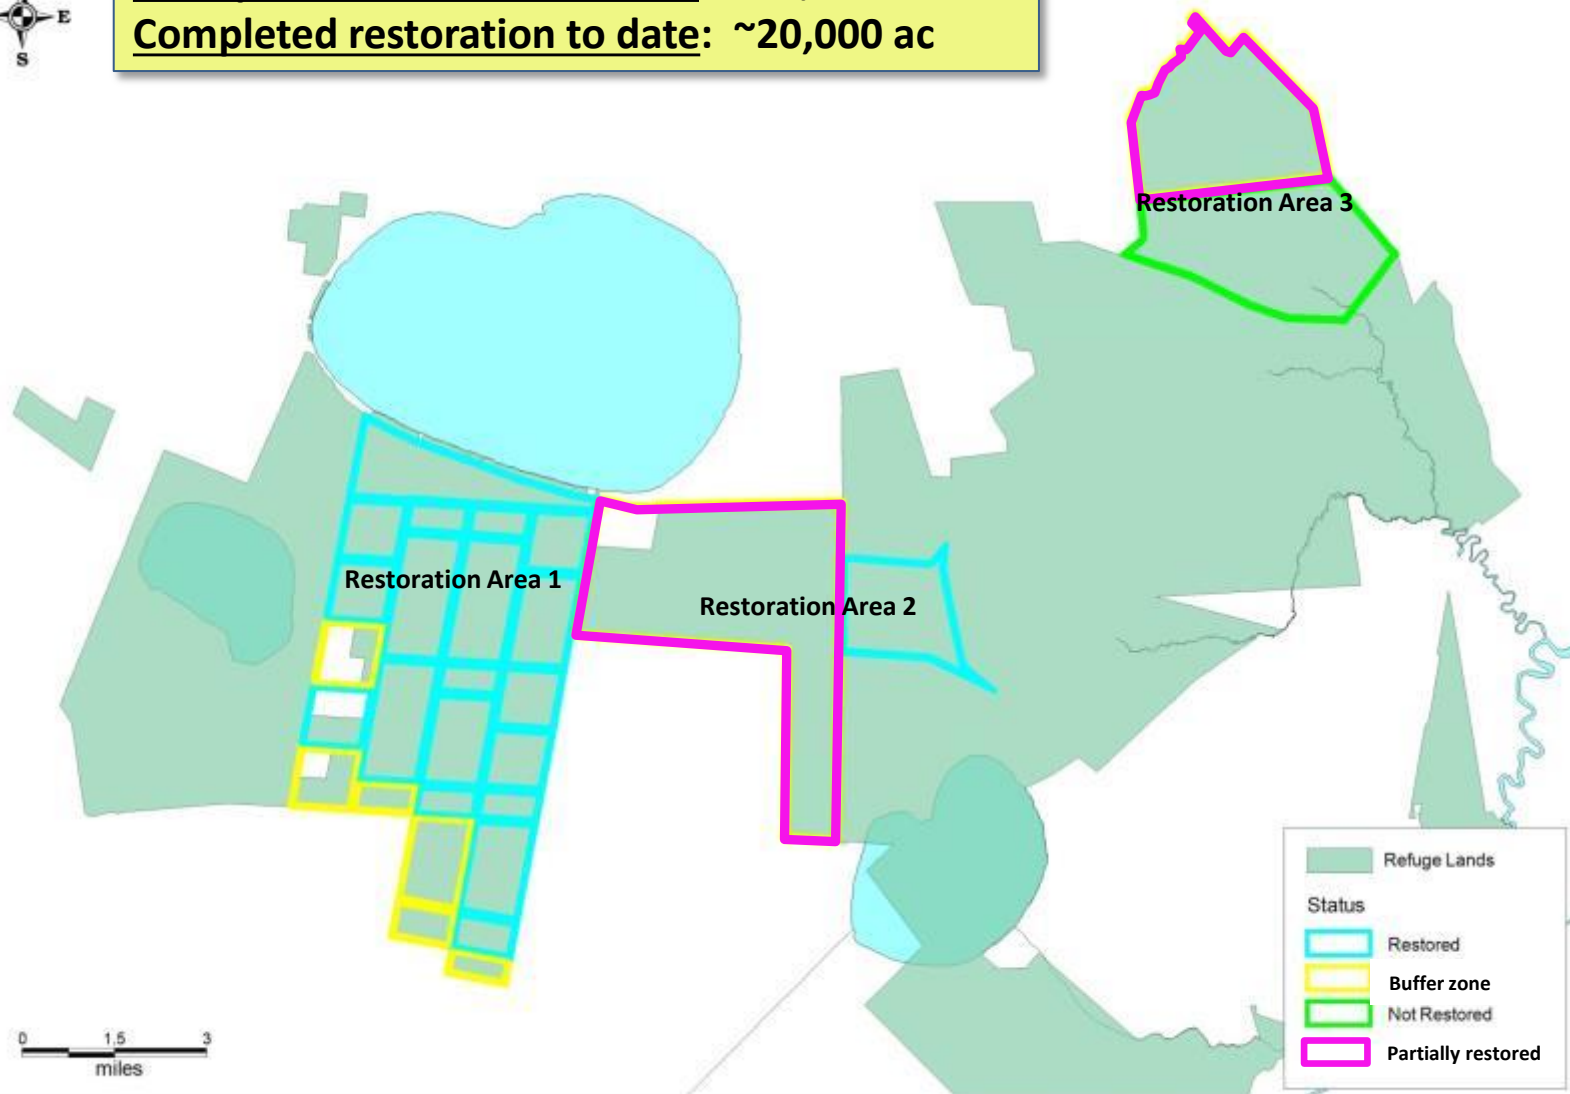 E
S
Completed restoration to date: ~20,000 ac
Restoration Area 3
Restoration Area 1
Restoration Area 2
Refuge Lands
Status
Restored
Buffer zone
Not Restored
Partially restored
0 1.5 3
miles